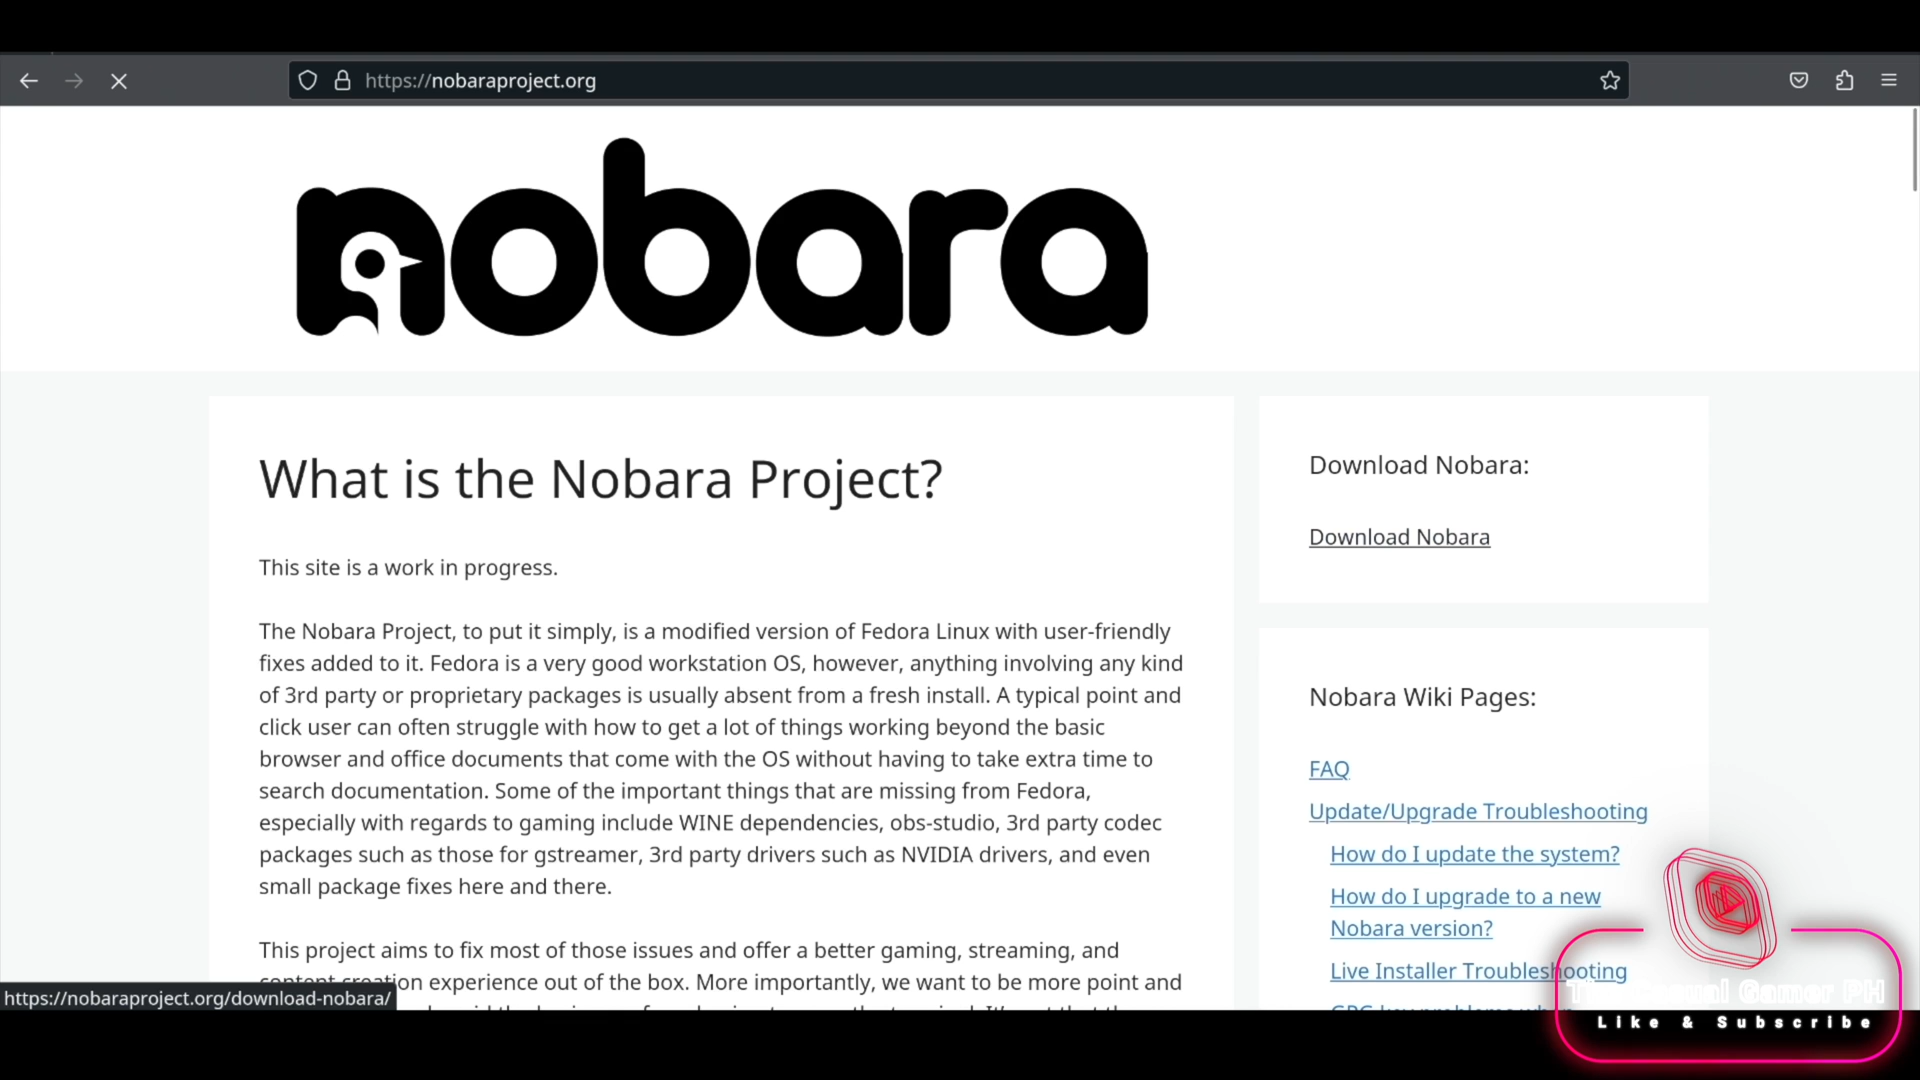 https://nobaraproject.org
nobara
What is the Nobara Project?
This site is a work in progress.
The Nobara Project, to put it simply, is a modified version of Fedora Linux with user-friendly
fixes added to it. Fedora is a very good workstation OS, however, anything involving any kind
of 3rd party or proprietary packages is usually absent from a fresh install. A typical point and
click user can often struggle with how to get a lot of things working beyond the basic
browser and office documents that come with the OS without having to take extra time to
search documentation. Some of the important things that are missing from Fedora,
especially with regards to gaming include WINE dependencies, obs-studio, 3rd party codec
packages such as those for gstreamer, 3rd party drivers such as NVIDIA drivers, and even
small package fixes here and there.
This project aims to fix most of those issues and offer a better gaming, streaming, and
content creation experience out of the box. More importantly, we want to be more point and
https://nobaraproject.org/download-nobara/
Download Nobara:
Download Nobara
Nobara Wiki Pages:
FAQ
Update/Upgrade Troubleshooting
How do I update the system?
How do I upgrade to a new
Nobara version?
Live Installer Troubleshooting
Gamer PH
Like & Subscribe